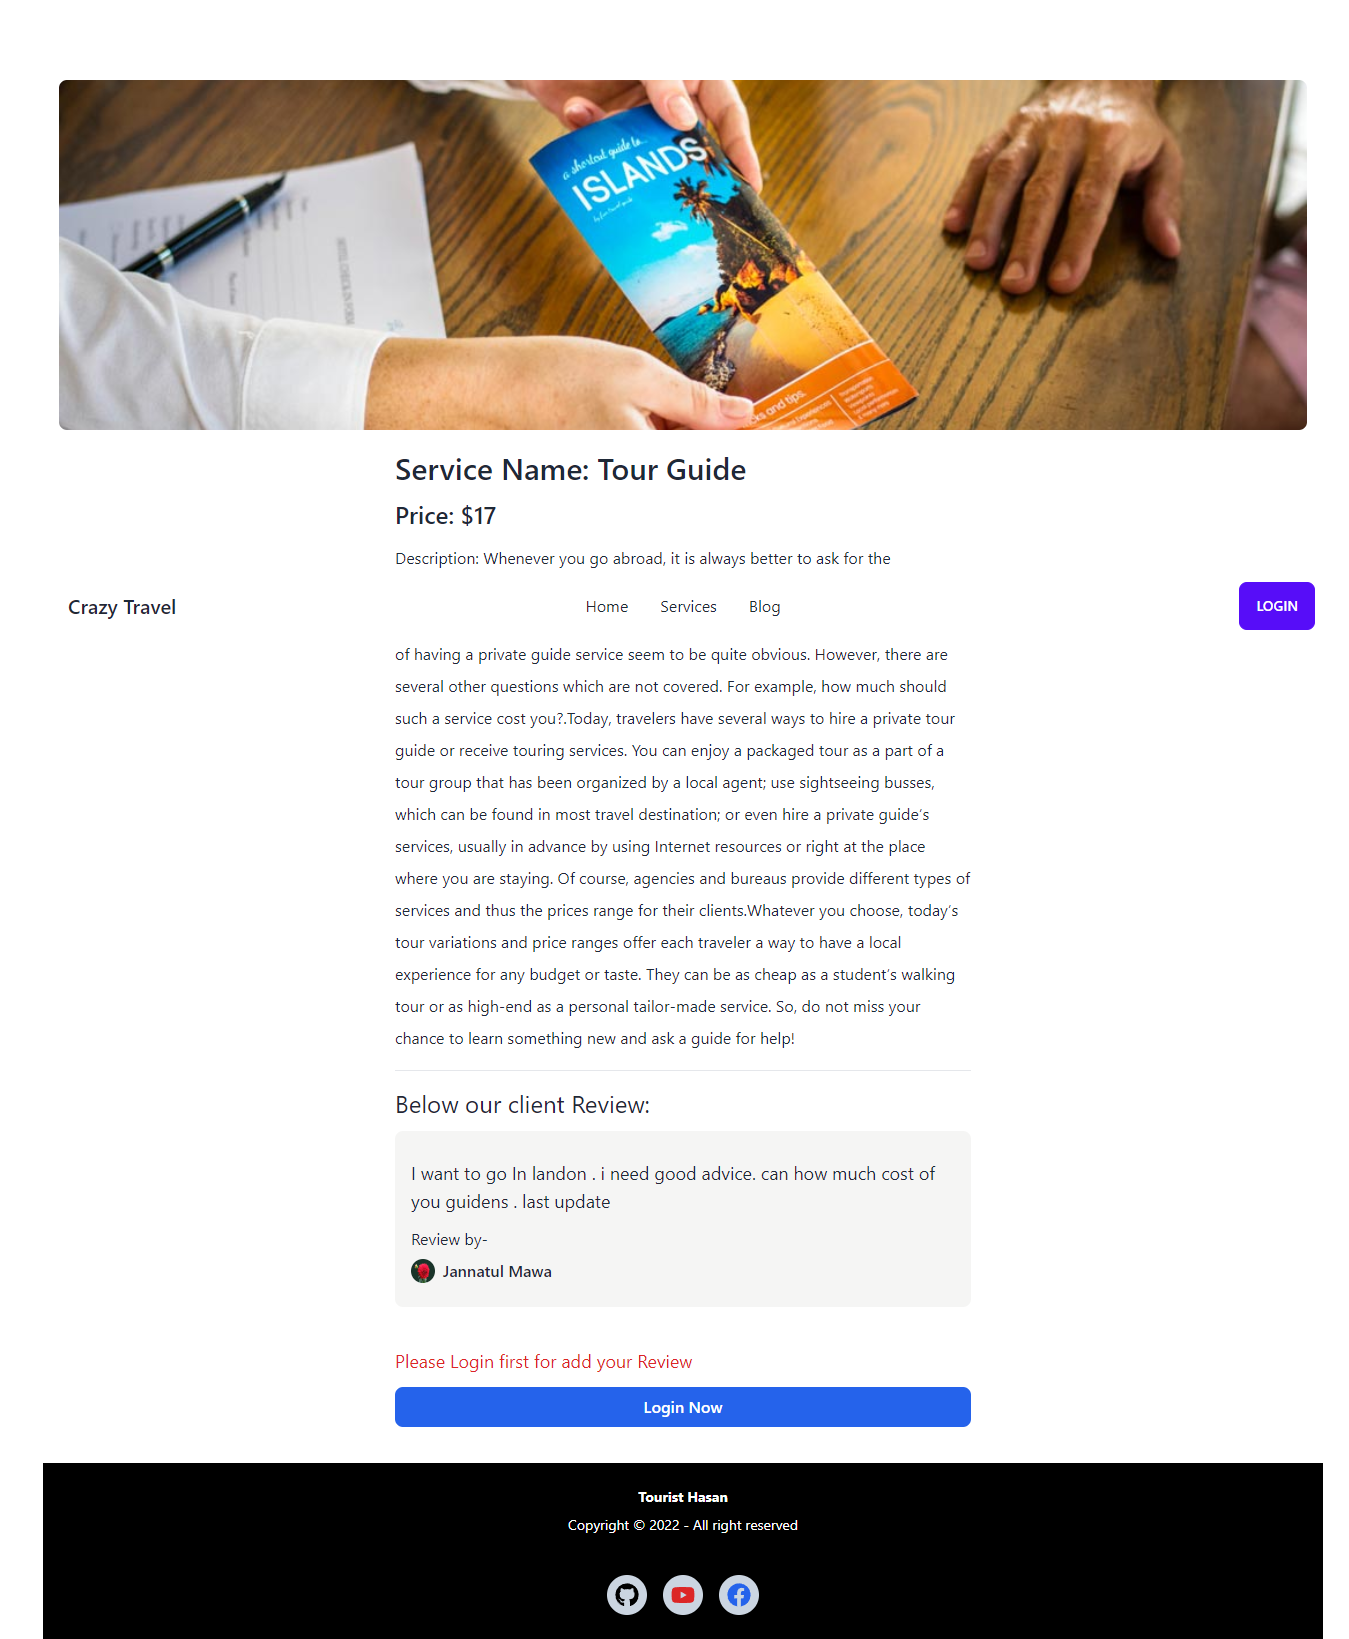 a shortcut guide to...
ISLANDS
cks and tips.
Service Name: Tour Guide
Price: $17
Description: Whenever you go abroad, it is always better to ask for the
Crazy Travel
Home
Services
Blog
LOGIN
of having a private guide service seem to be quite obvious. However, there are
several other questions which are not covered. For example, how much should
such a service cost you?.Today, travelers have several ways to hire a private tour
guide or receive touring services. You can enjoy a packaged tour as a part of a
tour group that has been organized by a local agent; use sightseeing busses,
which can be found in most travel destination; or even hire a private guide’s
services, usually in advance by using Internet resources or right at the place
where you are staying. Of course, agencies and bureaus provide different types of
services and thus the prices range for their clients.Whatever you choose, today’s
tour variations and price ranges offer each traveler a way to have a local
experience for any budget or taste. They can be as cheap as a student’s walking
tour or as high-end as a personal tailor-made service. So, do not miss your
chance to learn something new and ask a guide for help!
Below our client Review:
I want to go In landon . i need good advice. can how much cost of
you guidens . last update
Review by-
Jannatul Mawa
Please Login first for add your Review
Login Now
Tourist Hasan
Copyright © 2022 - All right reserved